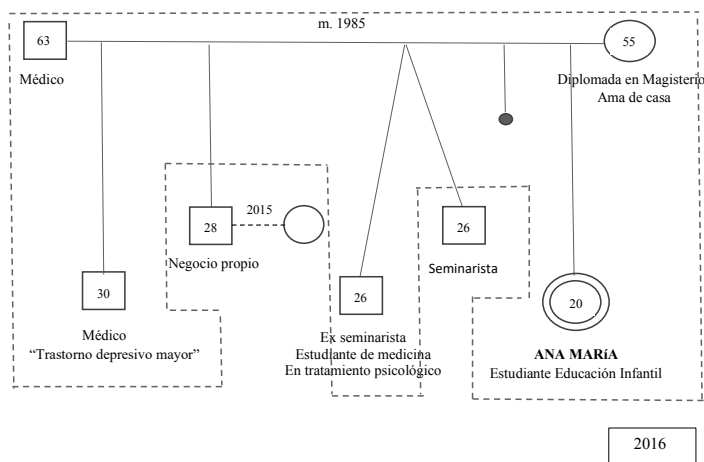 m. 1985
63
55
Médico
Diplomada en Magisterio
Ama de casa
2015
28
26
Negocio propio
Seminarista
30
26
20
Médico
“Trastorno depresivo mayor”
Ex seminarista
Estudiante de medicina
En tratamiento psicológico
ANA MARíA
Estudiante Educación Infantil
2016